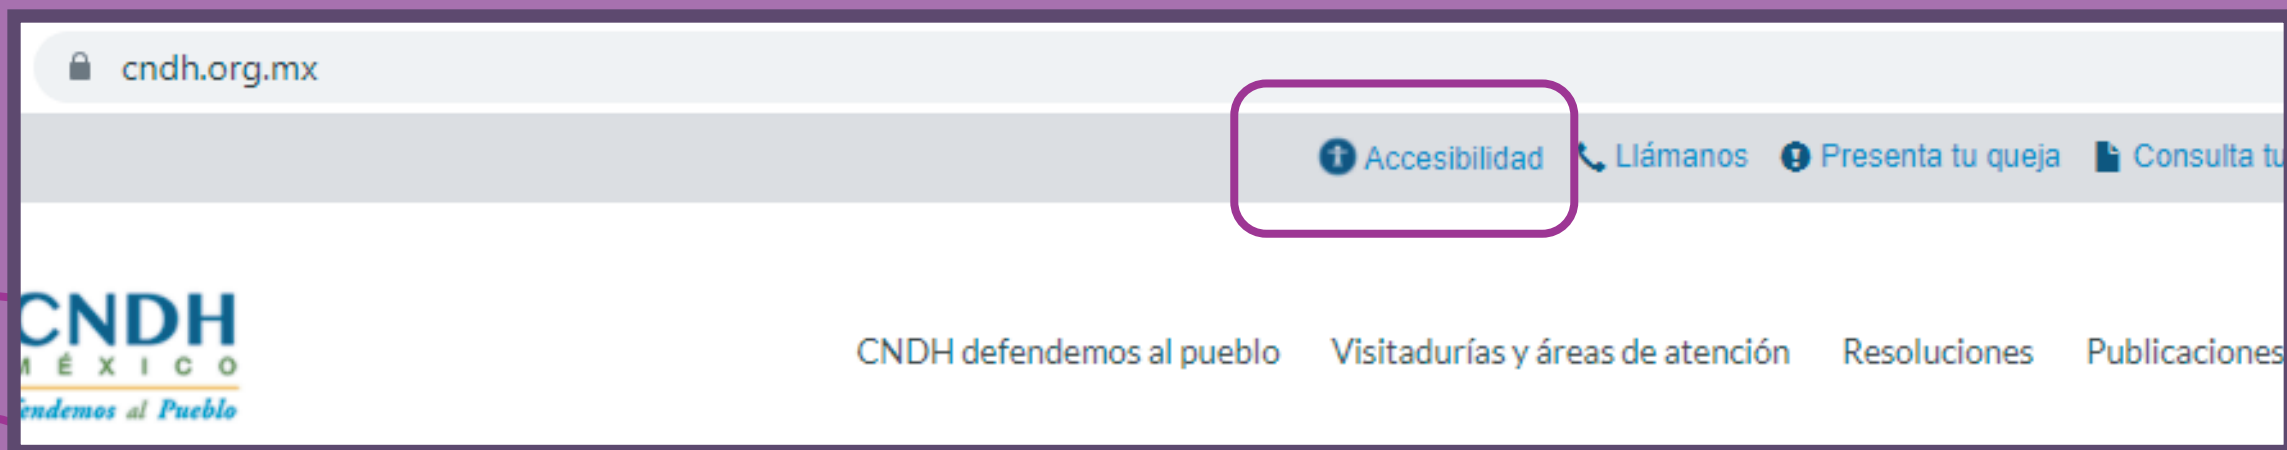 cndh.org.mx
Accesibilidad Llámanos Presenta tu queja Consulta tu
CNDH
MÉXICO
CNDH defendemos al pueblo Visitadurías y áreas de atención Resoluciones Publicaciones
endemos al Pueblo